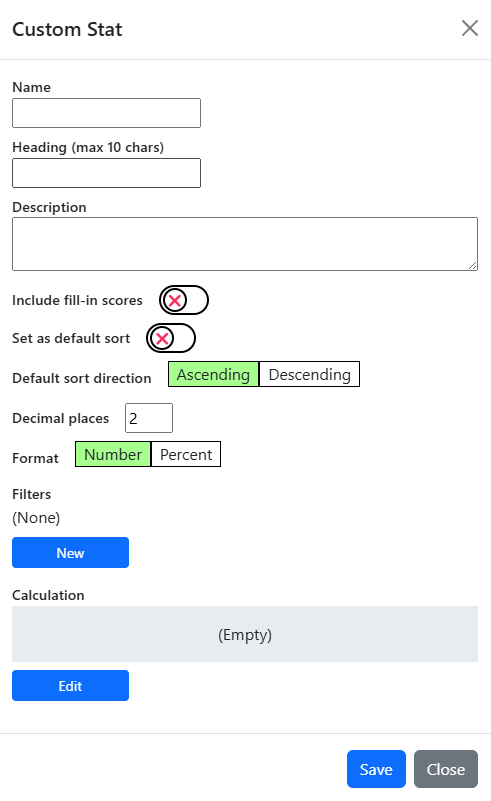 Custom Stat
Name
Heading (max 10 chars)
Description
Include fill-in scores
Set as default sort
Default sort direction Ascending Descending
Decimal places 2
Format Number Percent
Filters
(None)
New
Calculation
(Empty)
Edit
Save Close